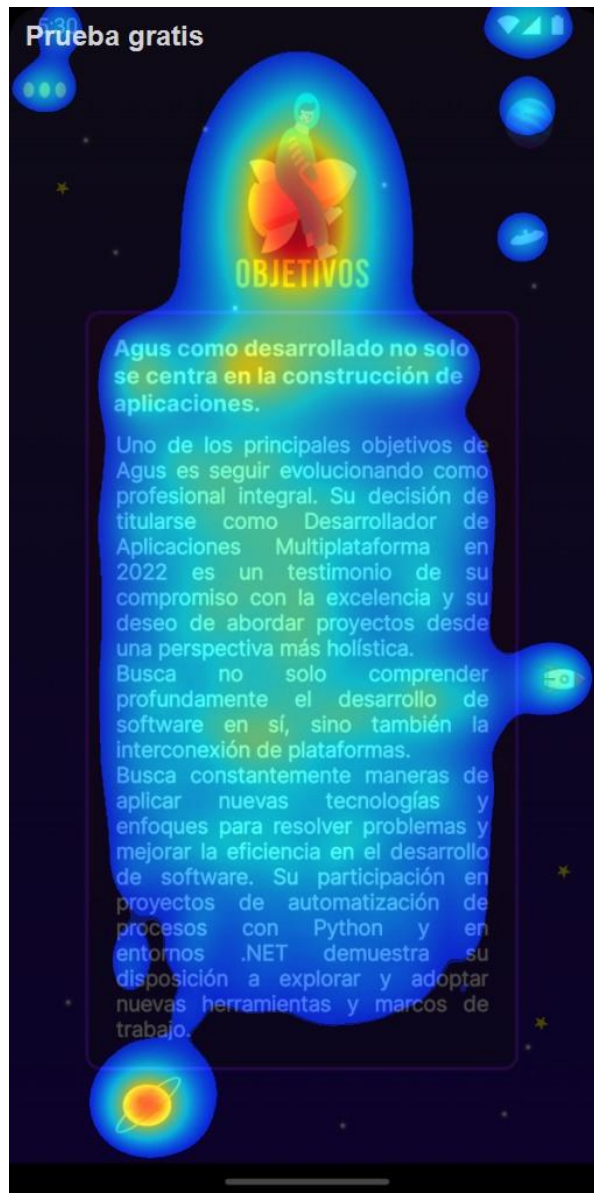 5:30
Prueba gratis
OBJETIVOS
Agus como desarrollado no solo
se centra en la construcción de
aplicaciones.
Uno de los principales objetivos de
Agus es seguir evolucionando como
profesional integral. Su decisión de
titularse como Desarrollador de
Aplicaciones Multiplataforma en
2022 es un testimonio de su
compromiso con la excelencia y su
deseo de abordar proyectos desde
una perspectiva más holística.
Busca no solo comprender
profundamente el desarrollo de
software en sí, sino también la
interconexión de plataformas.
Busca constantemente maneras de
aplicar nuevas tecnologías y
enfoques para resolver problemas y
mejorar la eficiencia en el desarrollo
de software. Su participación en
proyectos de automatización de
procesos con Python y en
entornos .NET demuestra su
disposición a explorar y adoptar
nuevas herramientas y marcos de
trabajo.